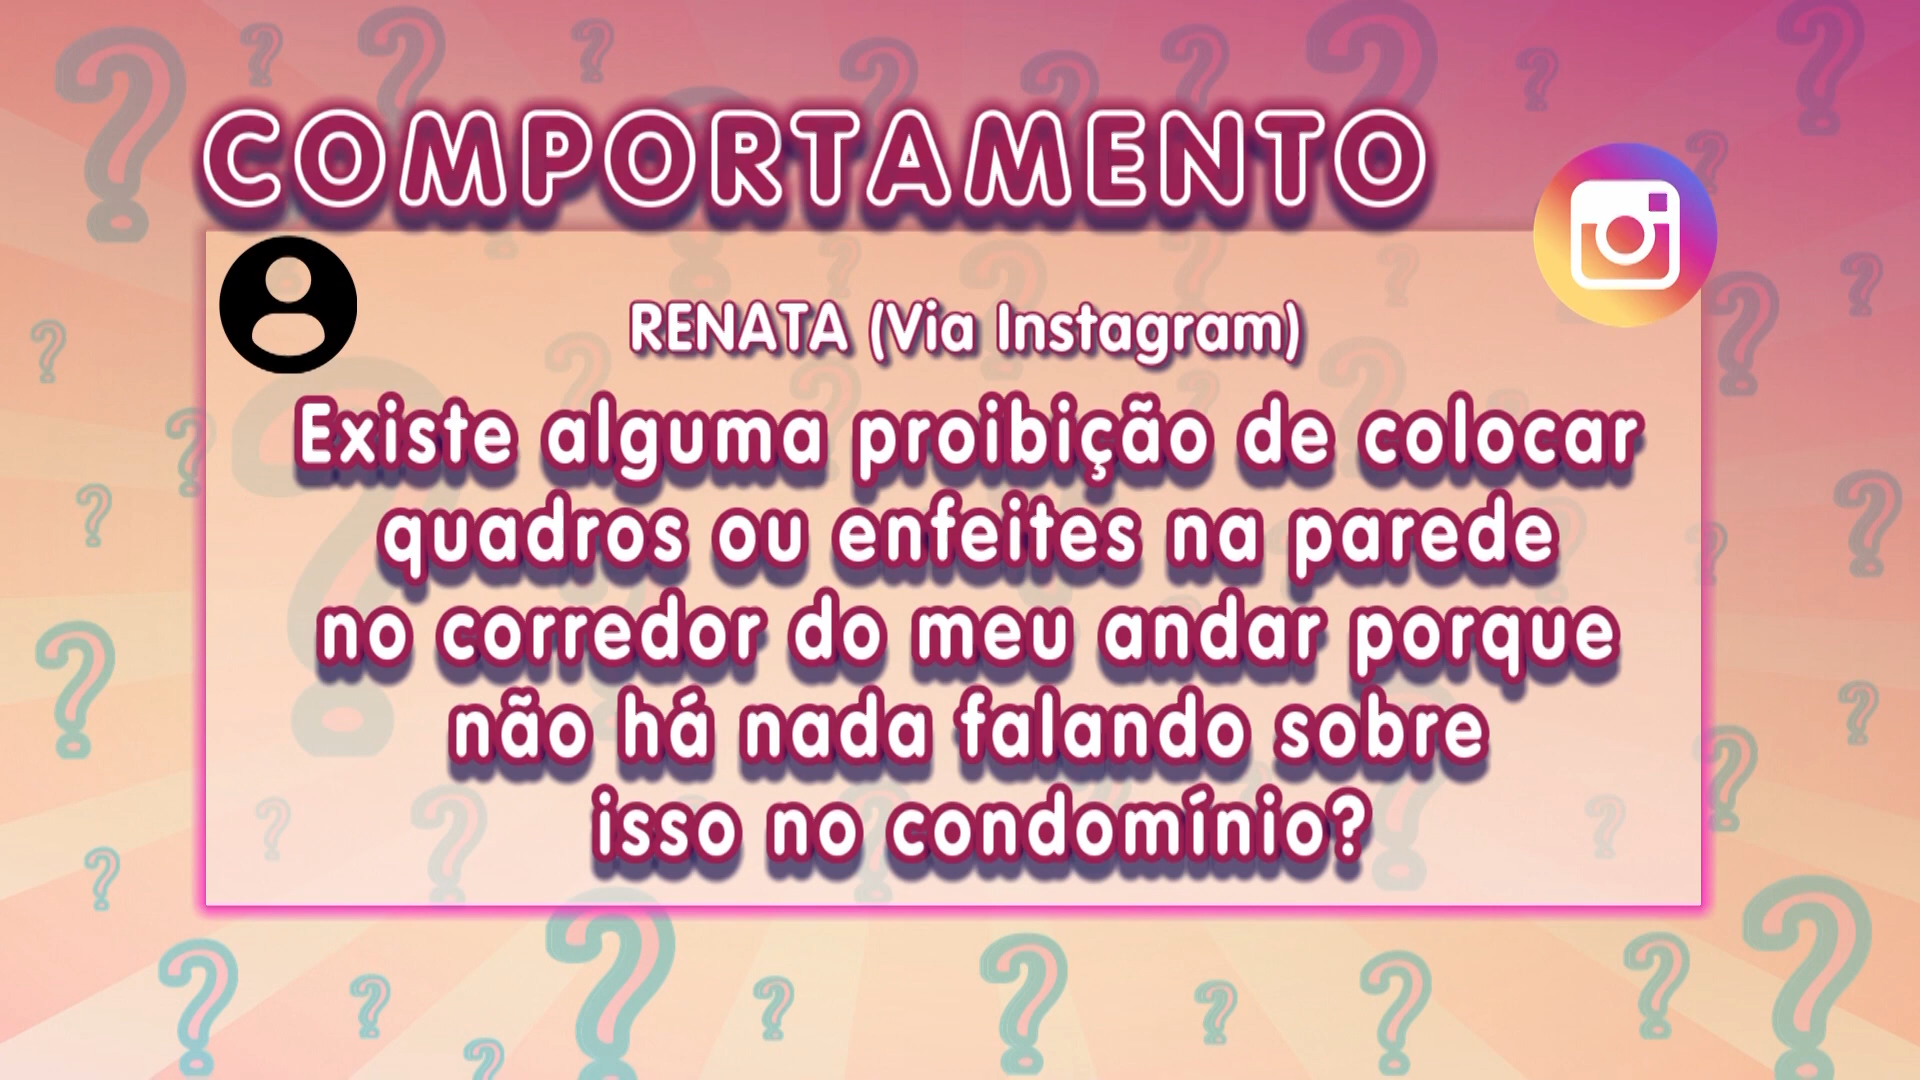 COMPORTAMENTO
RENATA (Via Instagram)
Existe alguma proibição de colocar
quadros ou enfeites na parede
no corredor do meu andar porque
não há nada falando sobre
isso no condomínio?